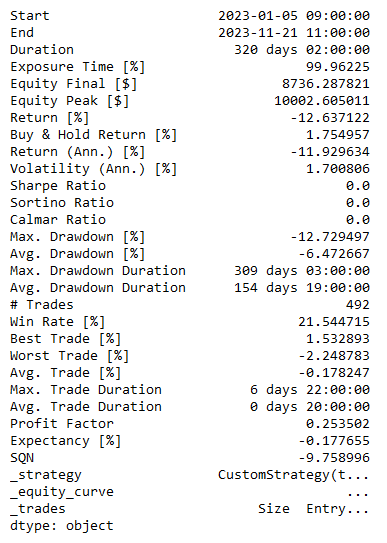 Start 2023-01-05 09:00:00
End 2023-11-21 11:00:00
Duration 320 days 02:00:00
Exposure Time [%] 99.96225
Equity Final [$] 8736.287821
Equity Peak [$] 10002.605011
Return [%] -12.637122
Buy & Hold Return [%] 1.754957
Return (Ann.) [%] -11.929634
Volatility (Ann.) [%] 1.700806
Sharpe Ratio 0.0
Sortino Ratio 0.0
Calmar Ratio 0.0
Max. Drawdown [%] -12.729497
Avg. Drawdown [%] -6.472667
Max. Drawdown Duration 309 days 03:00:00
Avg. Drawdown Duration 154 days 19:00:00
# Trades 492
Win Rate [%] 21.544715
Best Trade [%] 1.532893
Worst Trade [%] -2.248783
Avg. Trade [%] -0.178247
Max. Trade Duration 6 days 22:00:00
Avg. Trade Duration 0 days 20:00:00
Profit Factor 0.253502
Expectancy [%] -0.177655
SQN -9.758996
_strategy CustomStrategy(t...
_equity_curve ...
_trades Size Entry...
dtype: object